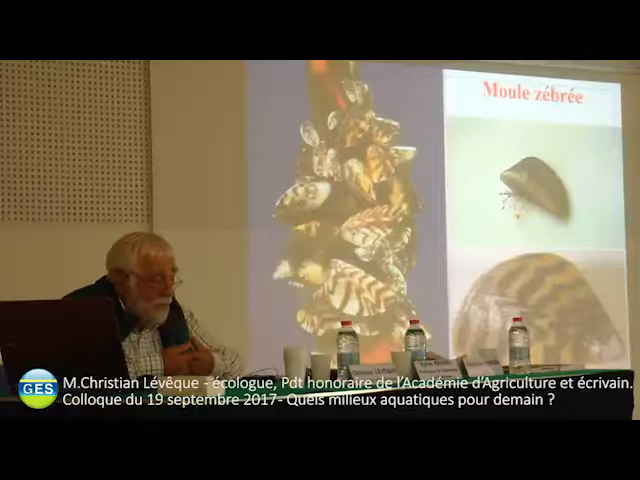 Moule zébrée
GES
M.Christian Lévêque - écologue, Pdt honoraire de l'Académie d'Agriculture et écrivain.
Colloque du 19 septembre 2017- Quels milieux aquatiques pour demain ?